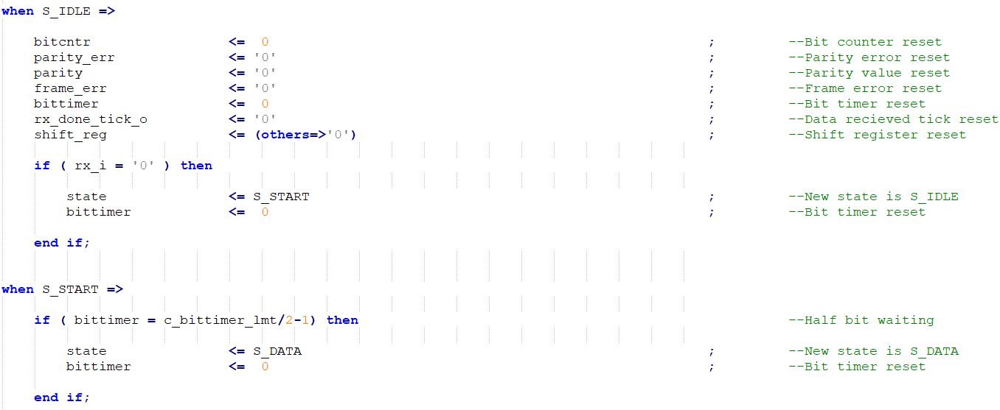 when S_IDLE =>
bitcntr <= 0 ; --Bit counter reset
parity_err <= '0' ; --Parity error reset
parity <= '0' ; --Parity value reset
frame_err <= '0' ; --Frame error reset
bittimer <= 0 ; --Bit timer reset
rx_done_tick_o <= '0' ; --Data recieved tick reset
shift_reg <= (others=>'0') ; --Shift register reset
if ( rx_i = '0' ) then
state <= S_START ; --New state is S_IDLE
bittimer <= 0 ; --Bit timer reset
end if;
when S_START =>
if ( bittimer = c_bittimer_lmt/2-1) then --Half bit waiting
state <= S_DATA ; --New state is S_DATA
bittimer <= 0 ; --Bit timer reset
end if;